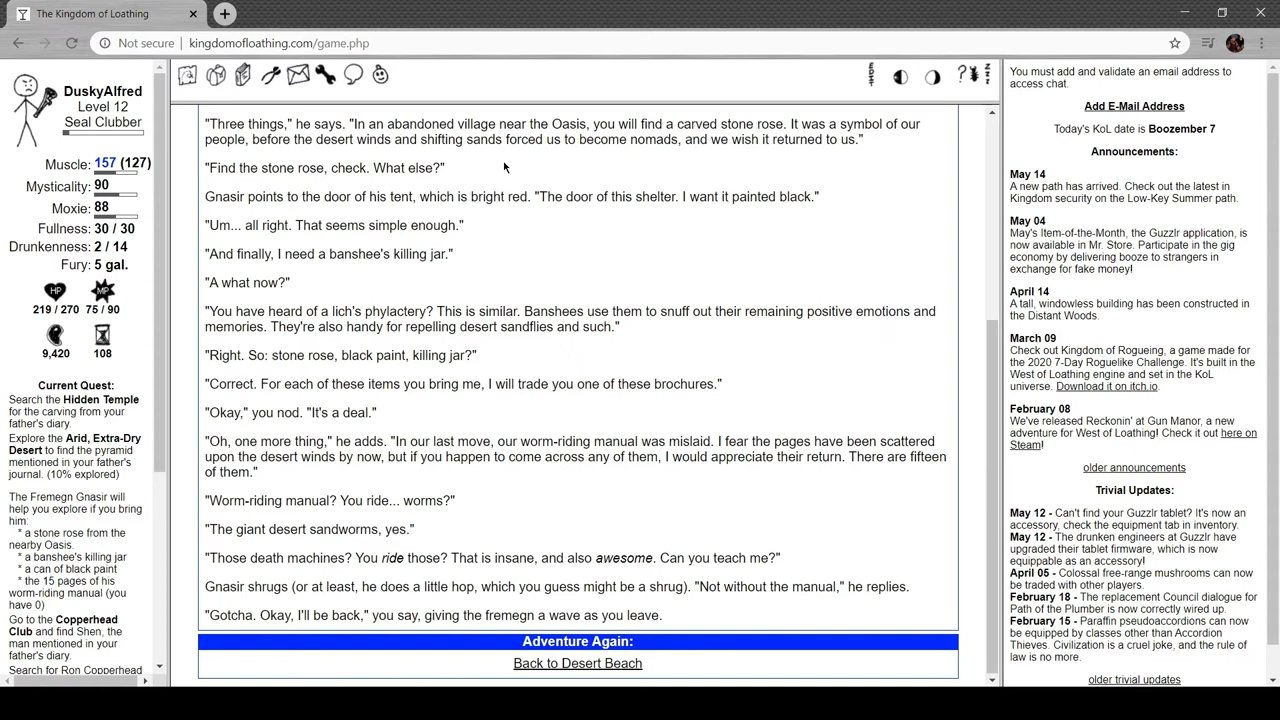 The Kingdom of Loathing
Not secure | kingdomofloathing.com/game.php
DuskyAlfred
Level 12
Seal Clubber
Muscle: 157 (127)
Mysticality: 90
Moxie: 88
Fullness: 30 / 30
Drunkenness: 2 / 14
Fury: 5 gal.
HP MP
219 / 270 75 / 90
9,420 108
Current Quest:
Search the Hidden
Temple for the carving from your
father's diary.
Explore the Arid, Extra-Dry
Desert to find the pyramid
mentioned in your father's
journal. (10% explored)
The Fremegn Gnasir will
help you explore if you bring
him:
* a stone rose from the
nearby Oasis.
* a banshee's killing jar
* a can of black paint
* the 15 pages of his
worm-riding manual (you
have 0)
Go to the Copperhead
Club and find Shen, the
man mentioned in your
father's diary.
Search for Ron Copperhead
"Three things," he says. "In an abandoned village near the Oasis, you will find a carved stone rose. It was a symbol of our
people, before the desert winds and shifting sands forced us to become nomads, and we wish it returned to us."
"Find the stone rose, check. What else?"
Gnasir points to the door of his tent, which is bright red. "The door of this shelter. I want it painted black."
"Um... all right. That seems simple enough."
"And finally, I need a banshee's killing jar."
"A what now?"
"You have heard of a lich's phylactery? This is similar. Banshees use them to snuff out their remaining positive emotions and
memories. They're also handy for repelling desert sandflies and such."
"Right. So: stone rose, black paint, killing jar?"
"Correct. For each of these items you bring me, I will trade you one of these brochures."
"Okay," you nod. "It's a deal."
"Oh, one more thing," he adds. "In our last move, our worm-riding manual was mislaid. I fear the pages have been scattered
upon the desert winds by now, but if you happen to come across any of them, I would appreciate their return. There are fifteen
of them."
"Worm-riding manual? You ride... worms?"
"The giant desert sandworms, yes."
"Those death machines? You ride those? That is insane, and also awesome. Can you teach me?"
Gnasir shrugs (or at least, he does a little hop, which you guess might be a shrug). "Not without the manual," he replies.
"Gotcha. Okay, I'll be back," you say, giving the fremegn a wave as you leave.
Adventure Again:
Back to Desert Beach
You must add and validate an email address to
access chat.
Add E-Mail Address
Today's KoL date is Boozember 7
Announcements:
May 14
A new path has arrived. Check out the latest in
Kingdom security on the Low-Key Summer path.
May 04
May's Item-of-the-Month, the Guzzlr application, is
now available in Mr. Store. Participate in the gig
economy by delivering booze to strangers in
exchange for fake money!
April 14
A tall, windowless building has been constructed in
the Distant Woods.
March 09
Check out Kingdom of Rogueing, a game made for
the 2020 7-Day Roguelike Challenge. It's built in the
West of Loathing engine and set in the KoL
universe. Download it on itch.io.
February 08
We've released Reckonin' at Gun Manor, a new
adventure for West of Loathing! Check it out here on
Steam!
older announcements
Trivial Updates:
May 12 - Can't find your Guzzlr tablet? It's now an
accessory, check the equipment tab in inventory.
May 12 - The drunken engineers at Guzzlr have
upgraded their tablet firmware, which is now
equippable as an accessory!
April 05 - Colossal free-range mushrooms can now
be traded with other players.
February 18 - The replacement Council dialogue for
Path of the Plumber is now correctly wired up.
February 15 - Paraffin pseudoaccordions can now
be equipped by classes other than Accordion
Thieves. Civilization is a cruel joke, and the rule of
law is no more.
older trivial updates